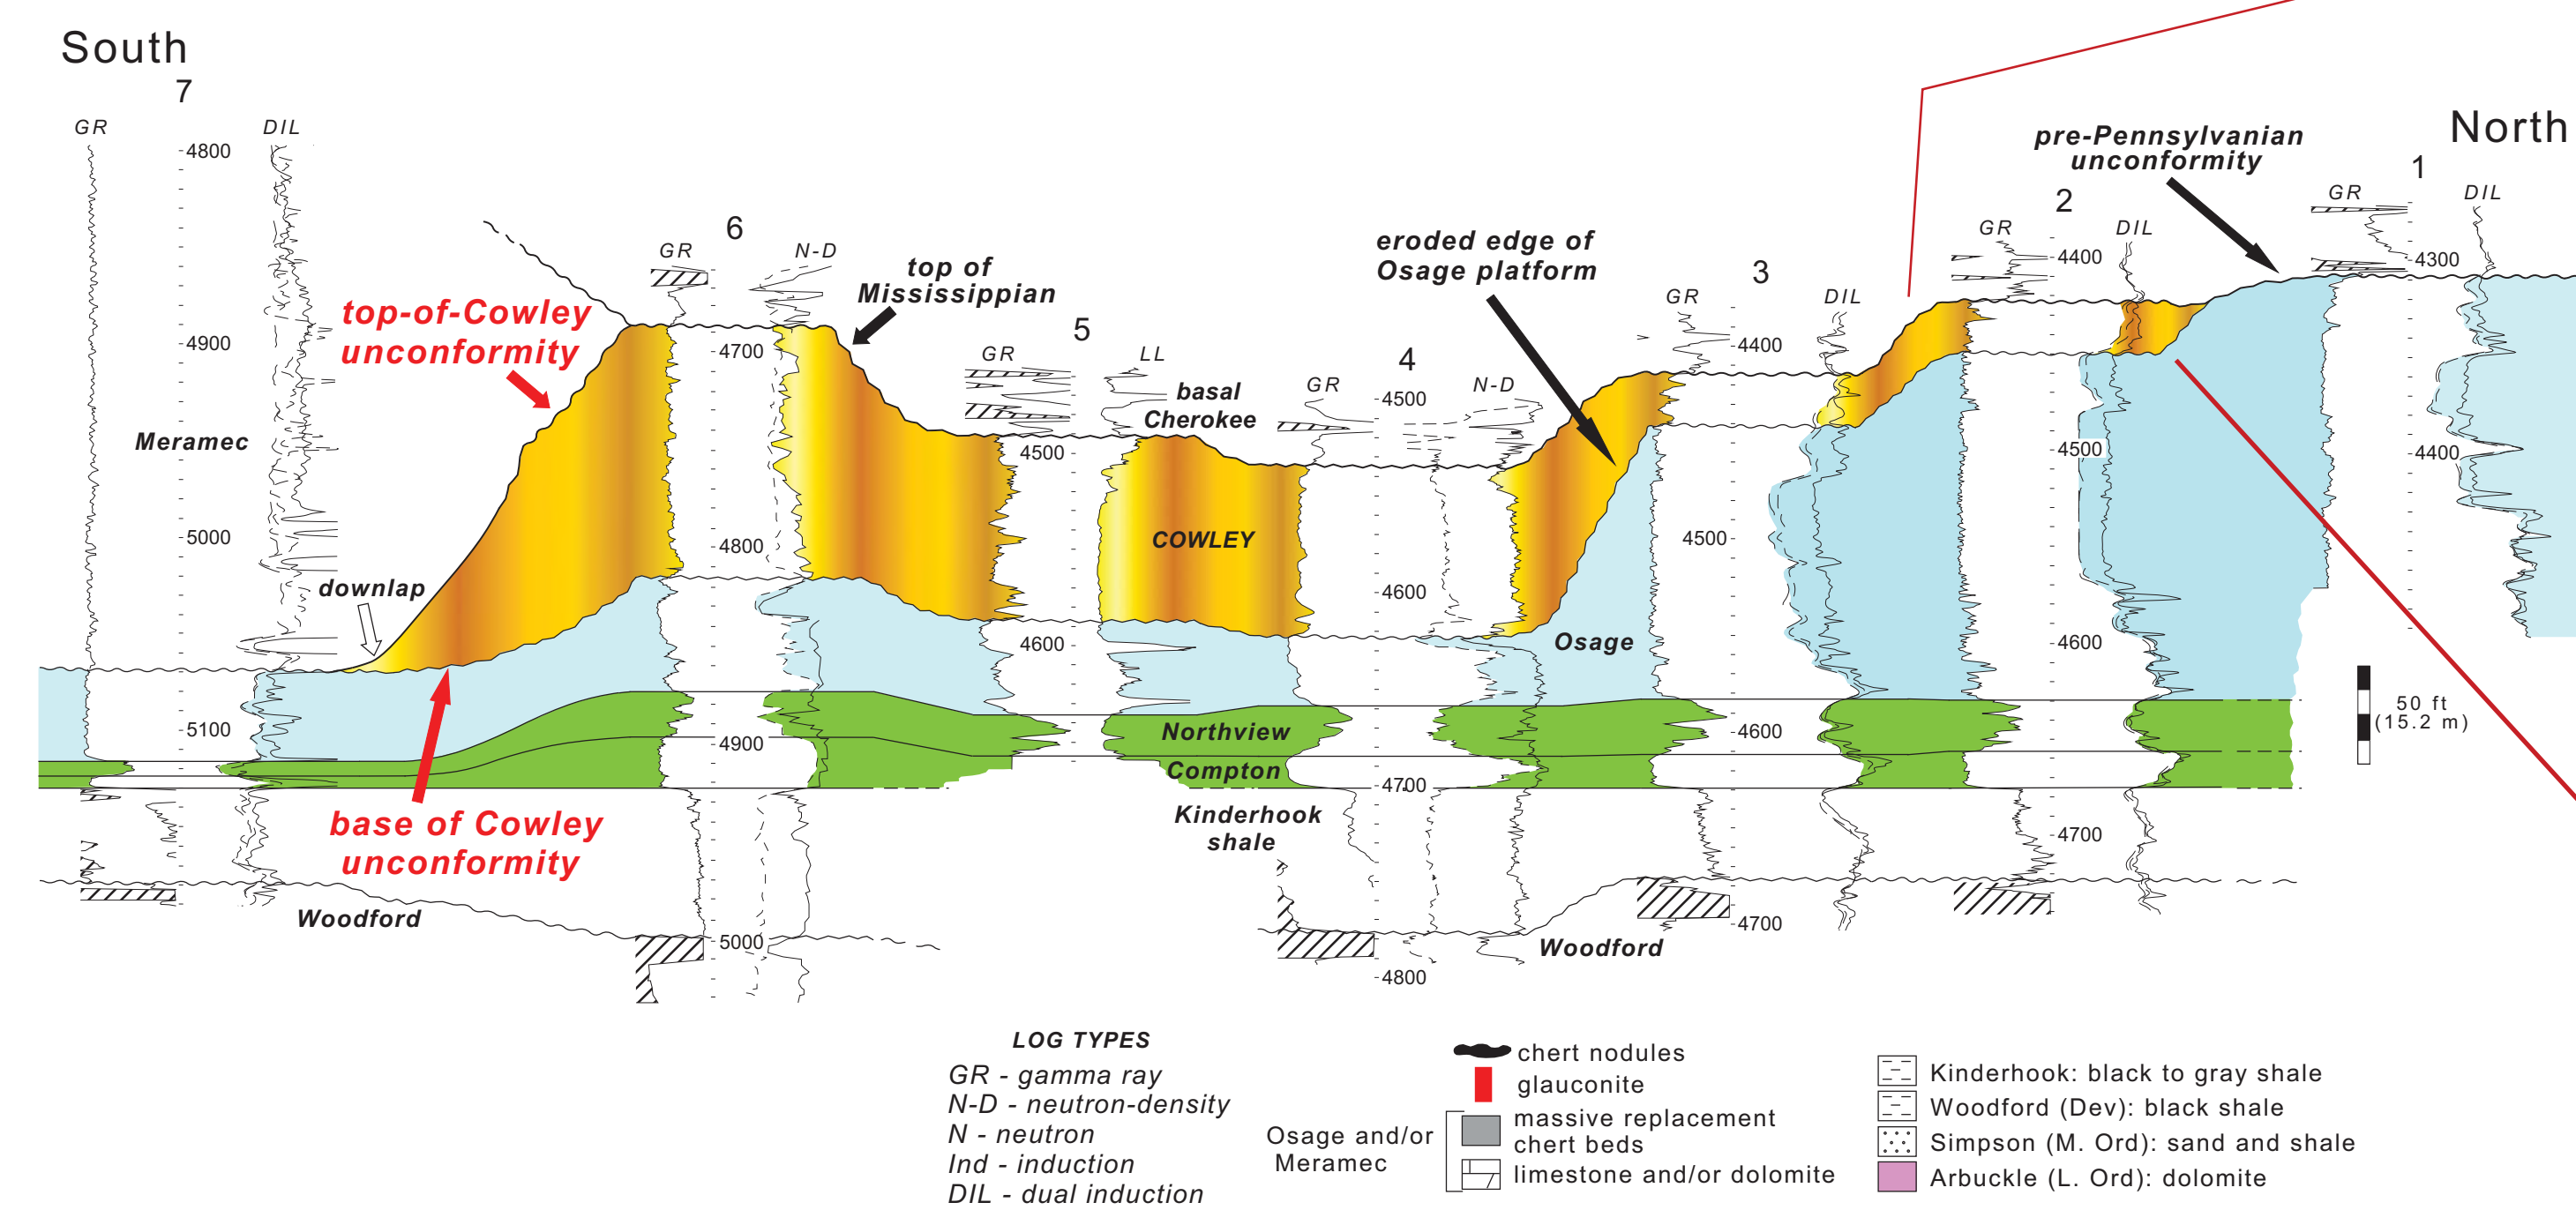 South
North
7
GR
DIL
4800
4900
5000
5100
Meramec
downlap
top-of-Cowley
unconformity
base of Cowley
unconformity
Woodford
6
GR
N-D
4700
4800
4900
5000
top of
Mississippian
5
GR
LL
4500
4600
basal
Cherokee
COWLEY
Northview
Compton
Kinderhook
shale
4
GR
N-D
4500
4600
4700
4800
eroded edge of
Osage platform
Osage
Woodford
3
GR
DIL
4400
4500
4600
4700
2
GR
DIL
4400
4500
4600
4700
pre-Pennsylvanian
unconformity
1
GR
DIL
4300
4400
50 ft
(15.2 m)
LOG TYPES
GR - gamma ray
N-D - neutron-density
N - neutron
Ind - induction
DIL - dual induction
chert nodules
glauconite
Osage and/or
Meramec
massive replacement
chert beds
limestone and/or dolomite
Kinderhook: black to gray shale
Woodford (Dev): black shale
Simpson (M. Ord): sand and shale
Arbuckle (L. Ord): dolomite